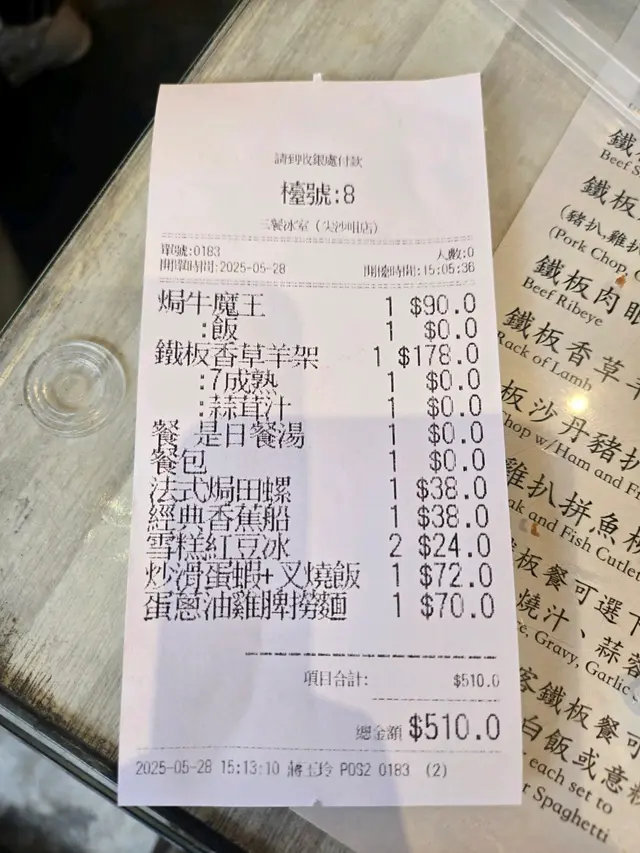 請到收銀處付款
檯號:8
三餐冰室(尖沙咀店)
單號:0183 人數:0
開單時間:2025-05-28 開檯時間:15:05:36
焗牛魔王 1 $90.0
:飯 1 $0.0
鐵板香草羊架 1 $178.0
:7成熟 1 $0.0
:蒜茸汁 1 $0.0
餐 是日餐湯 1 $0.0
餐包 1 $0.0
法式焗田螺 1 $38.0
經典香蕉船 1 $38.0
雪糕紅豆冰 2 $24.0
炒滑蛋蝦+叉燒飯 1 $72.0
蛋蔥油雞脾撈麵 1 $70.0
項目合計: $510.0
總金額 $510.0
2025-05-28 15:13:10 POS2 0183 (2)
鐵
Beef
鐵板
(豬扒,雞扒
(Pork Chop,
鐵板肉眼
Beef Ribeye
鐵板香草羊
Rack of Lamb
板沙丹豬扒
w/Ham and
雞扒拼魚
and Fish Cutlet
板餐可選下
燒汁、蒜蓉
Gravy, Garlic
鐵板餐可
白飯或意粉
each set to
Spaghetti